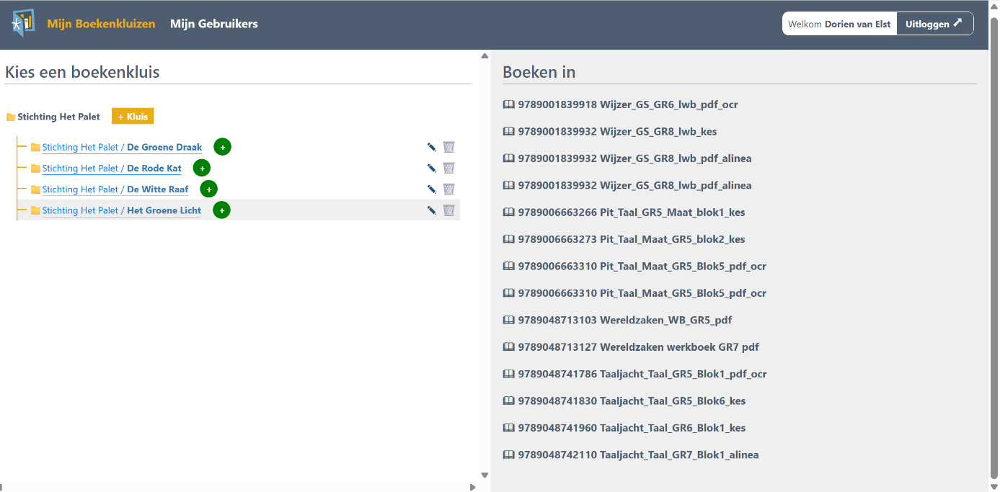 Mijn Boekenkluizen Mijn Gebruikers Welkom Dorien van Elst Uitloggen
Kies een boekenkluis
Stichting Het Palet + Kluis
Stichting Het Palet / De Groene Draak +
Stichting Het Palet / De Rode Kat +
Stichting Het Palet / De Witte Raaf +
Stichting Het Palet / Het Groene Licht +
Boeken in
9789001839918 Wijzer_GS_GR6_lwb_pdf_ocr
9789001839932 Wijzer_GS_GR8_lwb_kes
9789001839932 Wijzer_GS_GR8_lwb_pdf_alinea
9789001839932 Wijzer_GS_GR8_lwb_pdf_alinea
9789006663266 Pit_Taal_GR5_Maat_blok1_kes
9789006663273 Pit_Taal_Maat_GR5_blok2_kes
9789006663310 Pit_Taal_Maat_GR5_Blok5_pdf_ocr
9789006663310 Pit_Taal_Maat_GR5_Blok5_pdf_ocr
9789048713103 Wereldzaken_WB_GR5_pdf
9789048713127 Wereldzaken werkboek GR7 pdf
9789048741786 Taaljacht_Taal_GR5_Blok1_pdf_ocr
9789048741830 Taaljacht_Taal_GR5_Blok6_kes
9789048741960 Taaljacht_Taal_GR6_Blok1_kes
9789048742110 Taaljacht_Taal_GR7_Blok1_alinea